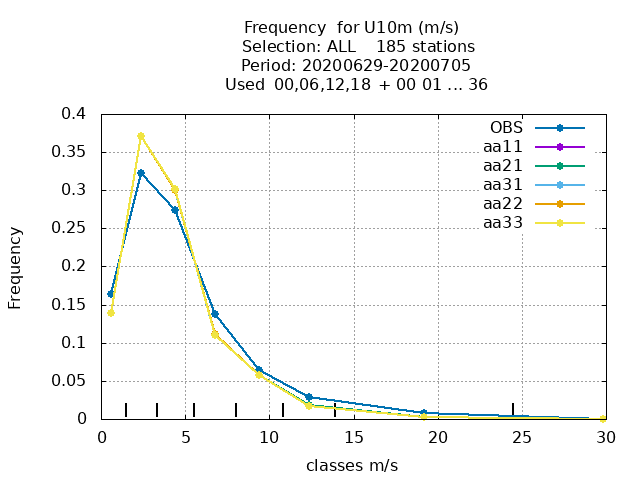 Frequency  for U10m (m/s)
Selection: ALL    185 stations
Period: 20200629-20200705
Used  00,06,12,18  + 00 01 ... 36
0.4
0.35
0.3
0.25
0.2
0.15
0.1
0.05
0
Frequency
OBS
aa11
aa21
aa31
aa22
aa33
0 5 10 15 20 25 30
classes m/s